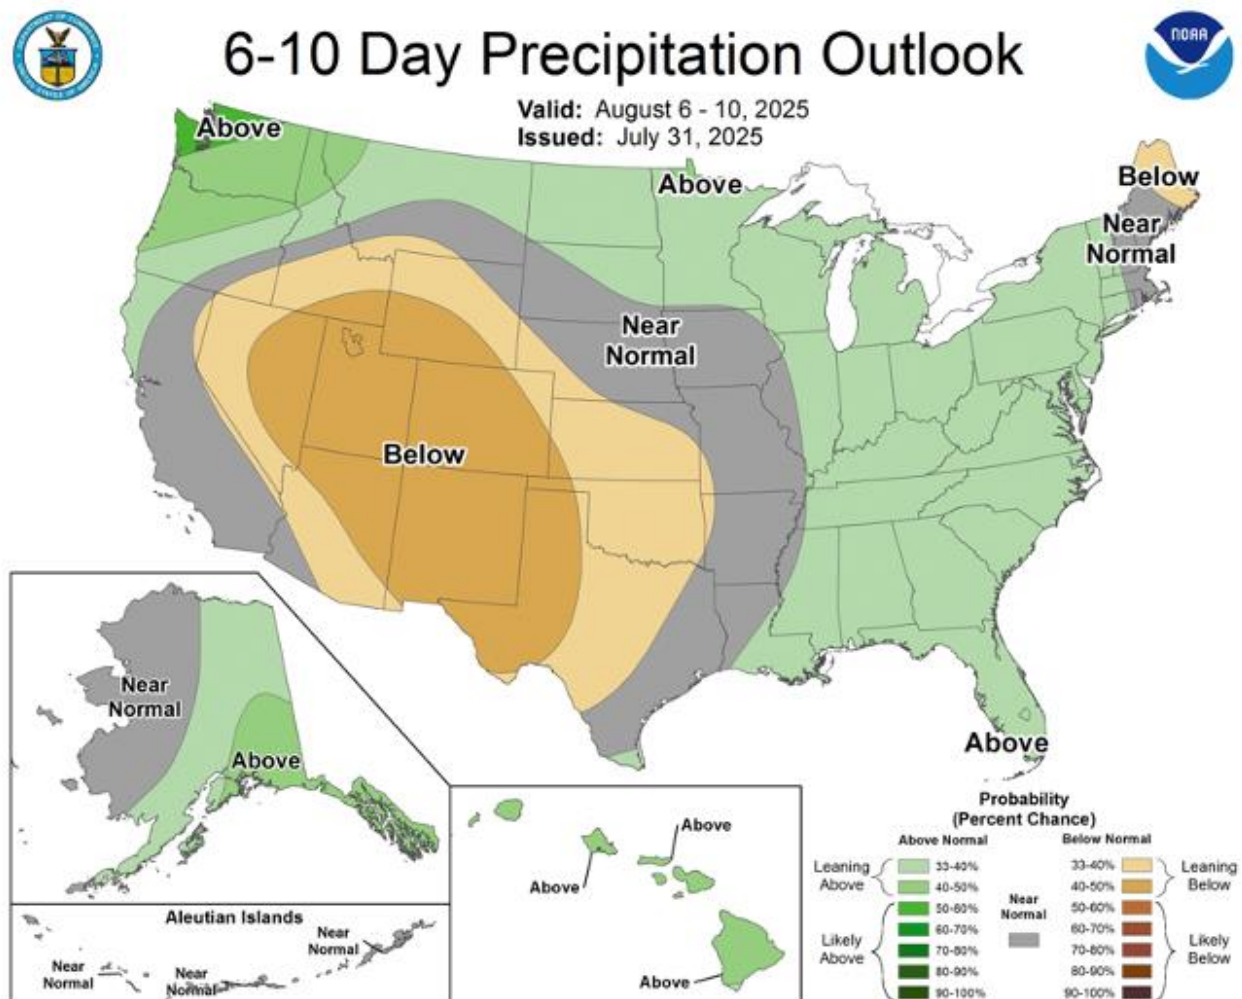 6-10 Day Precipitation Outlook
NOAA
Valid: August 6 - 10, 2025
Issued: July 31, 2025
Above
Above
Below
Near
Normal
Near
Normal
Below
Above
Near
Normal
Above
Above
Above
Above
Aleutian Islands
Near
Normal
Near
Normal
Near
Normal
Probability
(Percent Chance)
Above Normal
Below Normal
Leaning
Above
33-40%
40-50%
Likely
Above
50-60%
60-70%
70-80%
80-90%
90-100%
Near
Normal
33-40%
40-50%
Leaning
Below
50-60%
60-70%
70-80%
80-90%
90-100%
Likely
Below